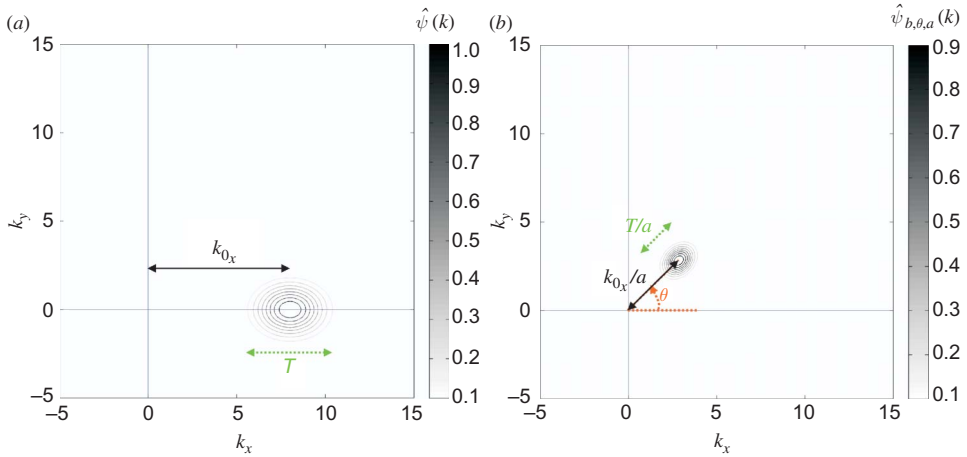 (a)
ψ̂ (k)
15
10
5
0
–5
–5 0 5 10 15
k_y
k_x
k_{0_x}
T
1.0
0.9
0.8
0.7
0.6
0.5
0.4
0.3
0.2
0.1
(b)
ψ̂_{b,θ,a} (k)
15
10
5
0
–5
–5 0 5 10 15
k_y
k_x
T/a
k_{0_x}/a
θ
0.9
0.8
0.7
0.6
0.5
0.4
0.3
0.2
0.1